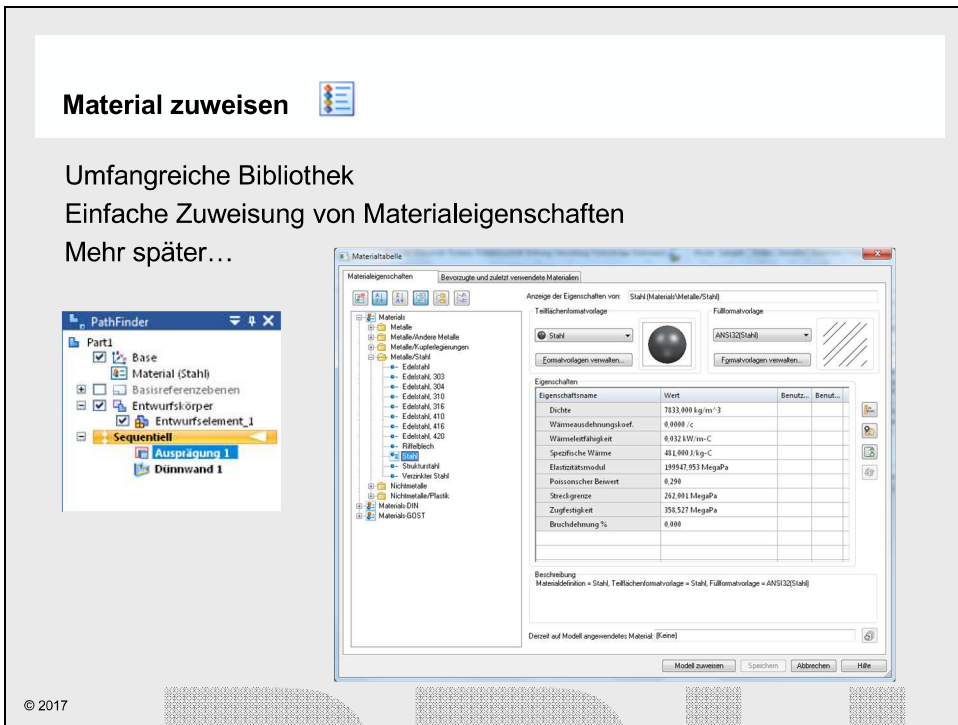 Material zuweisen
Umfangreiche Bibliothek
Einfache Zuweisung von Materialeigenschaften
Mehr später…
PathFinder
Part1
Base
Material (Stahl)
Basisreferenzebenen
Entwurfskörper
Entwurfselement_1
Sequentiell
Ausprägung 1
Dünnwand 1
Materialtabelle
Materialeigenschaften
Bevorzugte und zuletzt verwendete Materialien
Materials
Metalle
Metalle/Andere Metalle
Metalle/Kupferlegierungen
Metalle/Stahl
Edelstahl
Edelstahl, 303
Edelstahl, 304
Edelstahl, 310
Edelstahl, 316
Edelstahl, 410
Edelstahl, 416
Edelstahl, 420
Riffelblech
Stahl
Strukturstahl
Verzinkter Stahl
Nichtmetalle
Nichtmetalle/Plastik
Materials-DIN
Materials-GOST
Anzeige der Eigenschaften von: Stahl (Materials\Metalle/Stahl)
Teilflächenformatvorlage
Stahl
Formatvorlagen verwalten...
Füllformatvorlage
ANSI32(Stahl)
Formatvorlagen verwalten...
Eigenschaften
Eigenschaftsname Wert Benutz... Benut...
Dichte 7833,000 kg/m^3
Wärmeausdehnungskoef. 0,0000 /c
Wärmeleitfähigkeit 0,032 kW/m-C
Spezifische Wärme 481,000 J/kg-C
Elastizitätsmodul 199947,953 MegaPa
Poissonscher Beiwert 0,290
Streckgrenze 262,001 MegaPa
Zugfestigkeit 358,527 MegaPa
Bruchdehnung % 0,000
Beschreibung
Materialdefinition = Stahl, Teilflächenformatvorlage = Stahl, Füllformatvorlage = ANSI32(Stahl)
Derzeit auf Modell angewendetes Material: (Keine)
Modell zuweisen Speichern Abbrechen Hilfe
© 2017